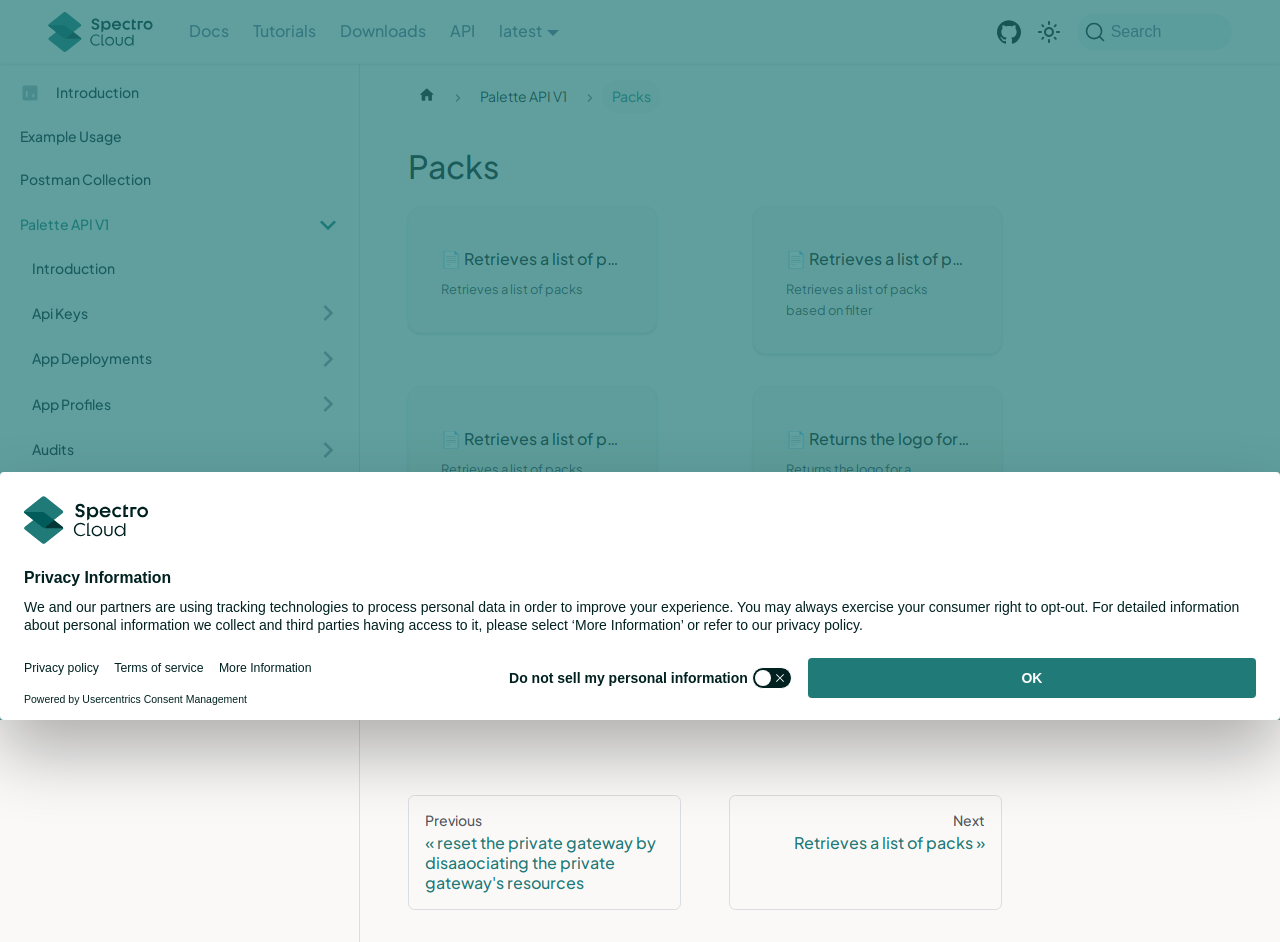 Spectro Cloud
Docs
Tutorials
Downloads
API
latest
Search
Introduction
Example Usage
Postman Collection
Palette API V1
Introduction
Api Keys
App Deployments
App Profiles
Audits
Palette API V1
Packs
Packs
Retrieves a list of p…
Retrieves a list of packs
Retrieves a list of p…
Retrieves a list of packs
based on filter
Retrieves a list of p…
Retrieves a list of packs
Returns the logo for…
Returns the logo for a
Spectro Cloud
Privacy Information
We and our partners are using tracking technologies to process personal data in order to improve your experience. You may always exercise your consumer right to opt-out. For detailed information
about personal information we collect and third parties having access to it, please select ‘More Information’ or refer to our privacy policy.
Privacy policy
Terms of service
More Information
Do not sell my personal information
OK
Powered by Usercentrics Consent Management
Previous
« reset the private gateway by
disaaociating the private
gateway's resources
Next
Retrieves a list of packs »